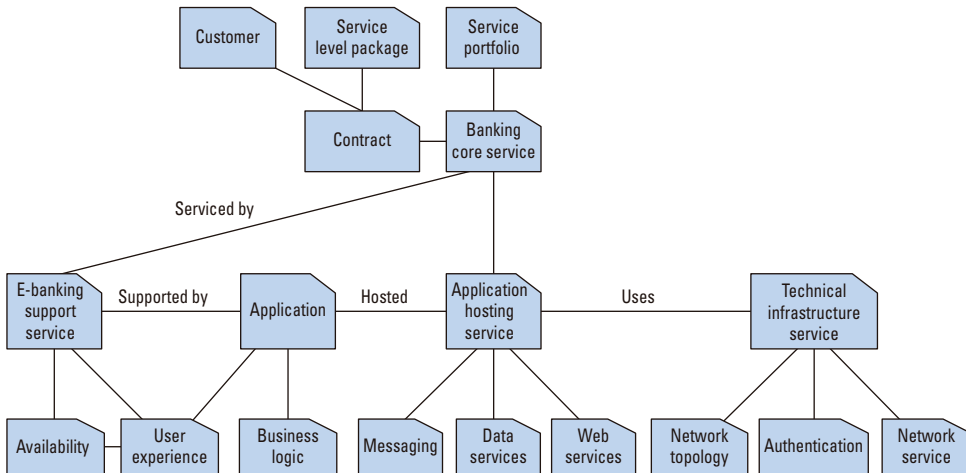 Customer
Service
level package
Service
portfolio
Contract
Banking
core service
Serviced by
E-banking
support
service
Supported by
Application
Hosted
Application
hosting
service
Uses
Technical
infrastructure
service
Availability
User
experience
Business
logic
Messaging
Data
services
Web
services
Network
topology
Authentication
Network
service